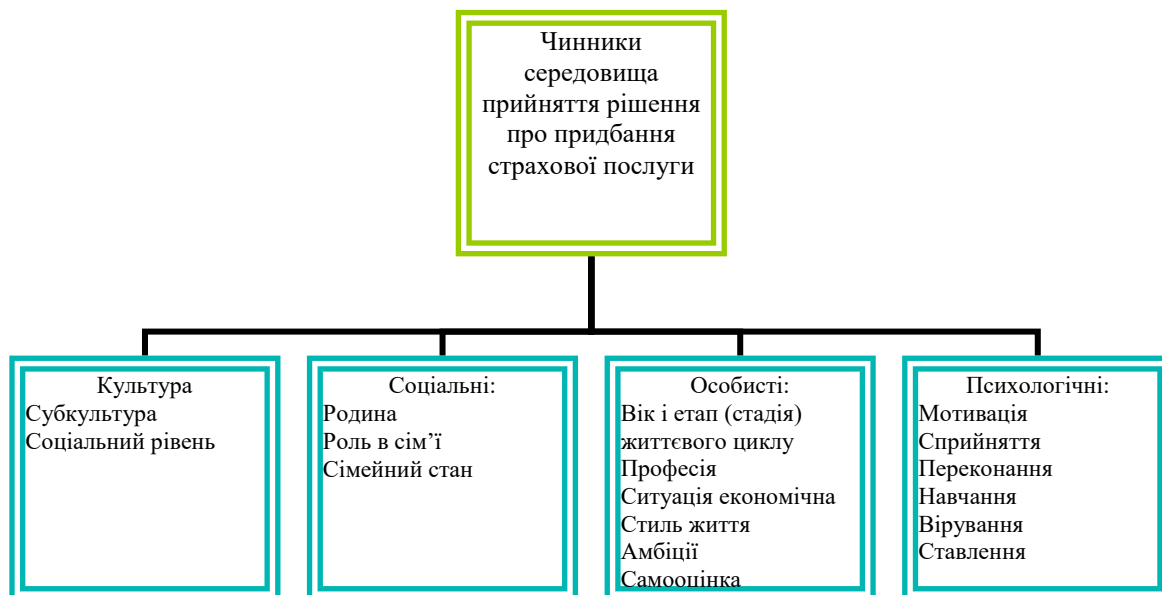 Чинники
середовища
прийняття рішення
про придбання
страхової послуги
Культура
Субкультура
Соціальний рівень
Соціальні:
Родина
Роль в сім’ї
Сімейний стан
Особисті:
Вік і етап (стадія)
життєвого циклу
Професія
Ситуація економічна
Стиль життя
Амбіції
Самооцінка
Психологічні:
Мотивація
Сприйняття
Переконання
Навчання
Вірування
Ставлення